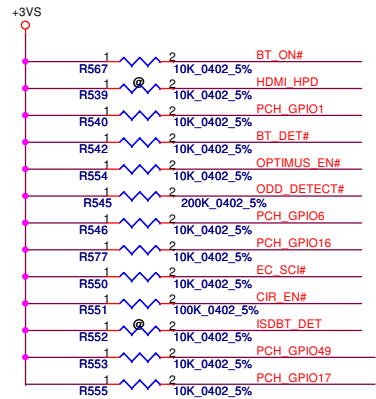 +3VS
1 2 BT_ON#
R567 10K_0402_5%
1 @ 2 HDMI_HPD
R539 10K_0402_5%
1 2 PCH_GPIO1
R540 10K_0402_5%
1 2 BT_DET#
R542 10K_0402_5%
1 2 OPTIMUS_EN#
R554 10K_0402_5%
1 2 ODD_DETECT#
R545 200K_0402_5%
1 2 PCH_GPIO6
R546 10K_0402_5%
1 2 PCH_GPIO16
R577 10K_0402_5%
1 2 EC_SCI#
R550 10K_0402_5%
1 2 CIR_EN#
R551 100K_0402_5%
1 @ 2 ISDBT_DET
R552 10K_0402_5%
1 2 PCH_GPIO49
R553 10K_0402_5%
1 2 PCH_GPIO17
R555 10K_0402_5%